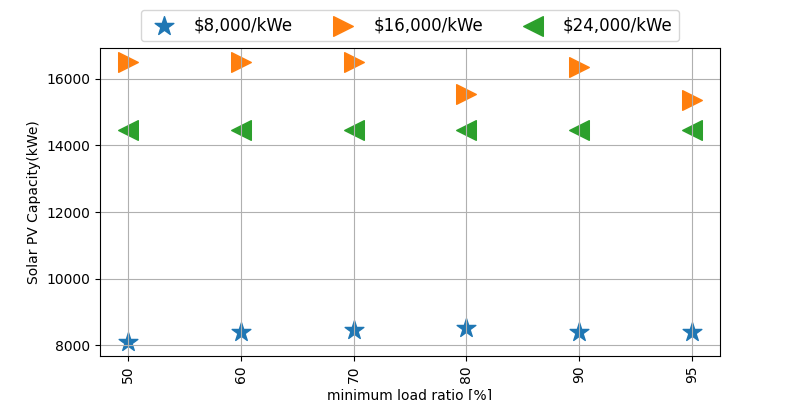 $8,000/kWe $16,000/kWe $24,000/kWe
Solar PV Capacity(kWe)
16000
14000
12000
10000
8000
50 60 70 80 90 95
minimum load ratio [%]